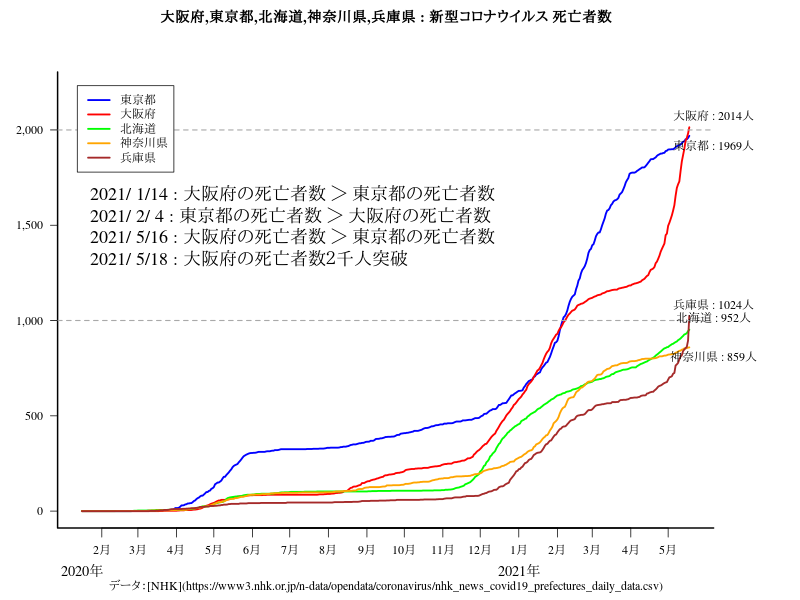 大阪府,東京都,北海道,神奈川県,兵庫県 : 新型コロナウイルス 死亡者数
東京都
大阪府
北海道
神奈川県
兵庫県
2021/ 1/14 : 大阪府の死亡者数 ＞ 東京都の死亡者数
2021/ 2/ 4 : 東京都の死亡者数 ＞ 大阪府の死亡者数
2021/ 5/16 : 大阪府の死亡者数 ＞ 東京都の死亡者数
2021/ 5/18 : 大阪府の死亡者数2千人突破
大阪府 : 2014人
東京都 : 1969人
兵庫県 : 1024人
北海道 : 952人
神奈川県 : 859人
2,000
1,500
1,000
500
0
2月 3月 4月 5月 6月 7月 8月 9月 10月 11月 12月 1月 2月 3月 4月 5月
2020年 2021年
データ：[NHK](https://www3.nhk.or.jp/n-data/opendata/coronavirus/nhk_news_covid19_prefectures_daily_data.csv)